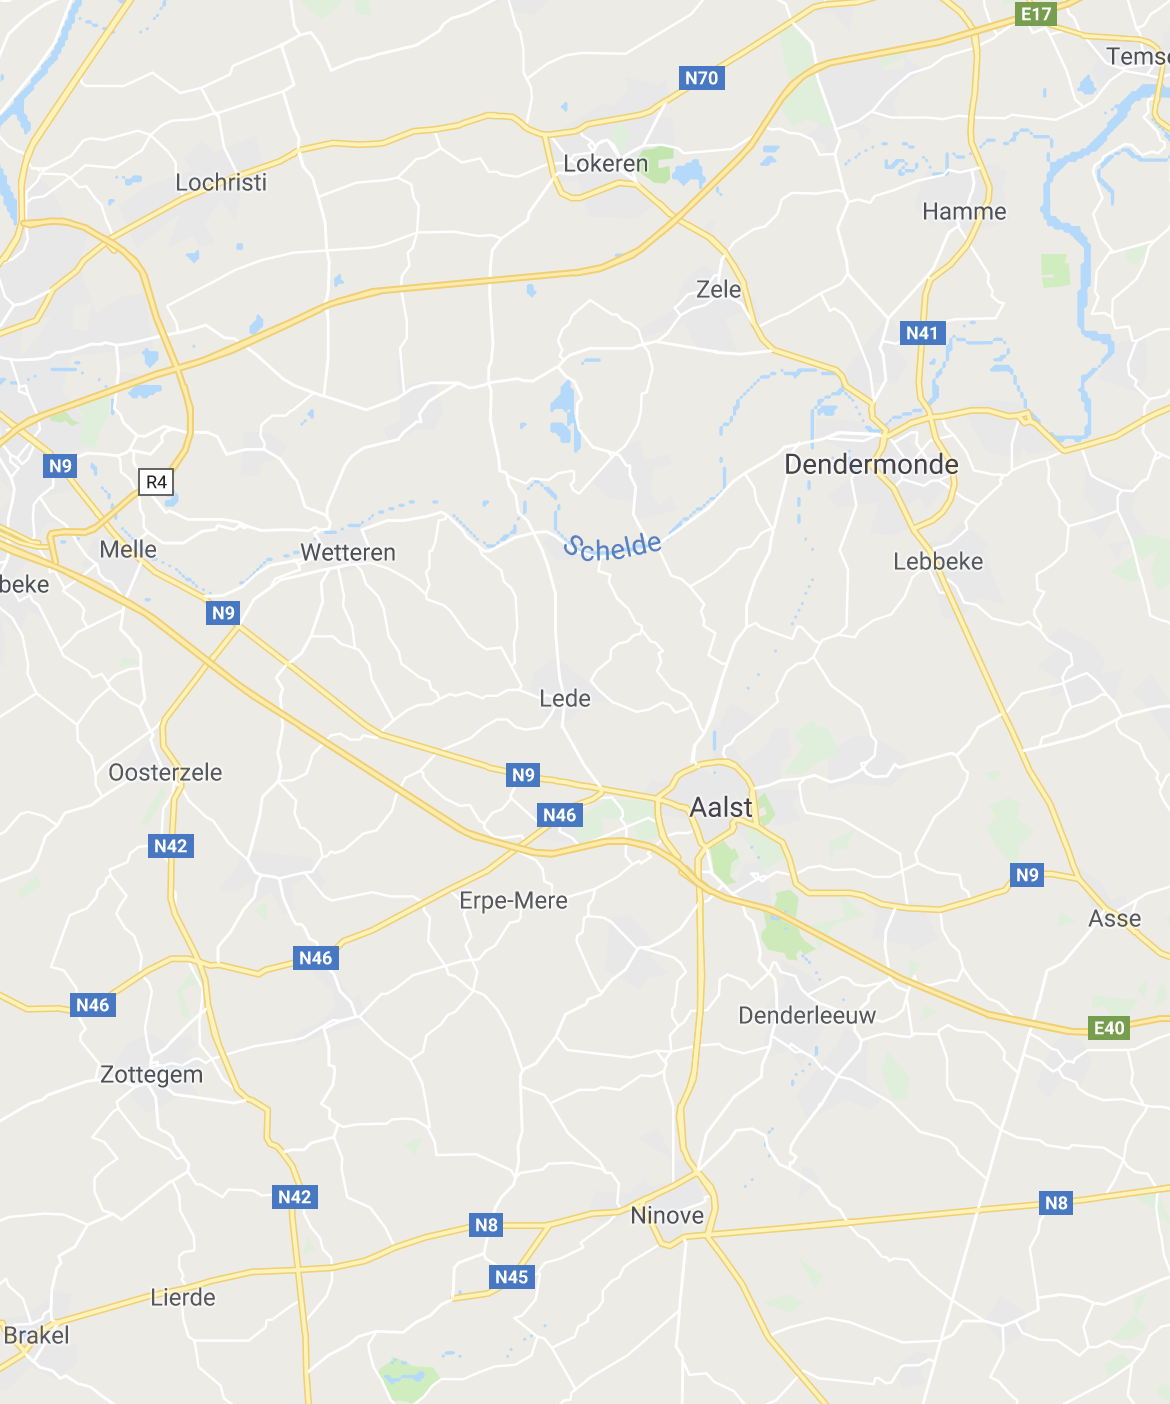 E17
Temse
N70
Lokeren
Lochristi
Hamme
Zele
N41
N9
Dendermonde
R4
Schelde
Melle
Wetteren
Lebbeke
beke
N9
Lede
Oosterzele
N9
Aalst
N46
N42
N9
Erpe-Mere
Asse
N46
N46
Denderleeuw
E40
Zottegem
N42
N8
Ninove
N8
N45
Lierde
Brakel